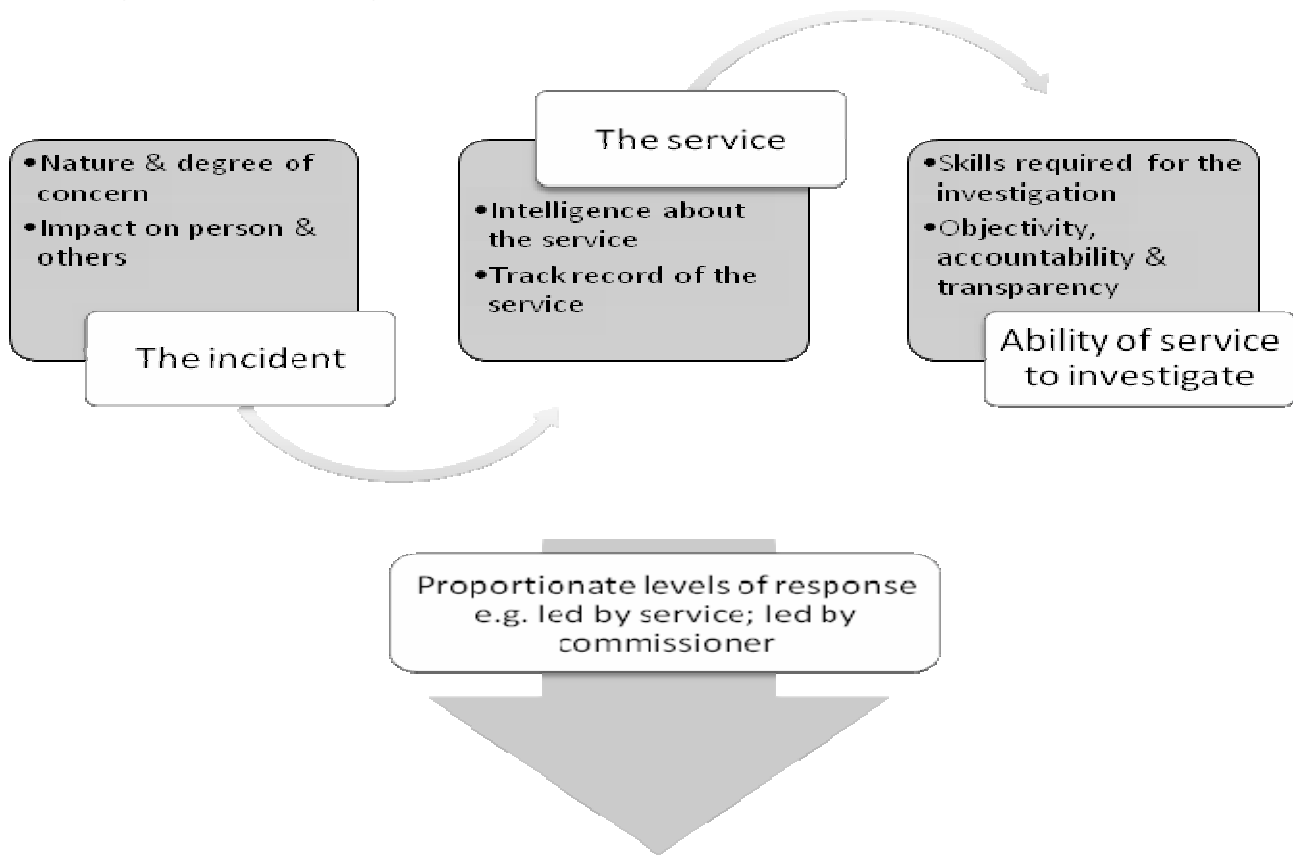 •Nature & degree of
concern
•Impact on person &
others
The incident
The service
•Intelligence about
the service
•Track record of the
service
•Skills required for the
investigation
•Objectivity,
accountability &
transparency
Ability of service
to investigate
Proportionate levels of response
e.g. led by service; led by
commissioner